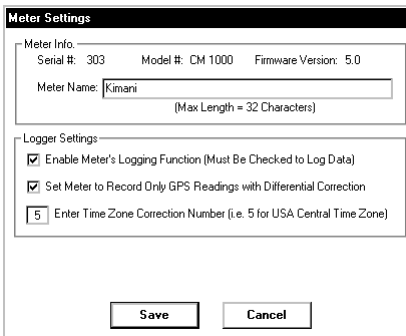 Meter Settings
Meter Info.
Serial #: 303 Model #: CM 1000 Firmware Version: 5.0
Meter Name: Kimani
(Max Length = 32 Characters)
Logger Settings
Enable Meter's Logging Function (Must Be Checked to Log Data)
Set Meter to Record Only GPS Readings with Differential Correction
5 Enter Time Zone Correction Number (i.e. 5 for USA Central Time Zone)
Save Cancel